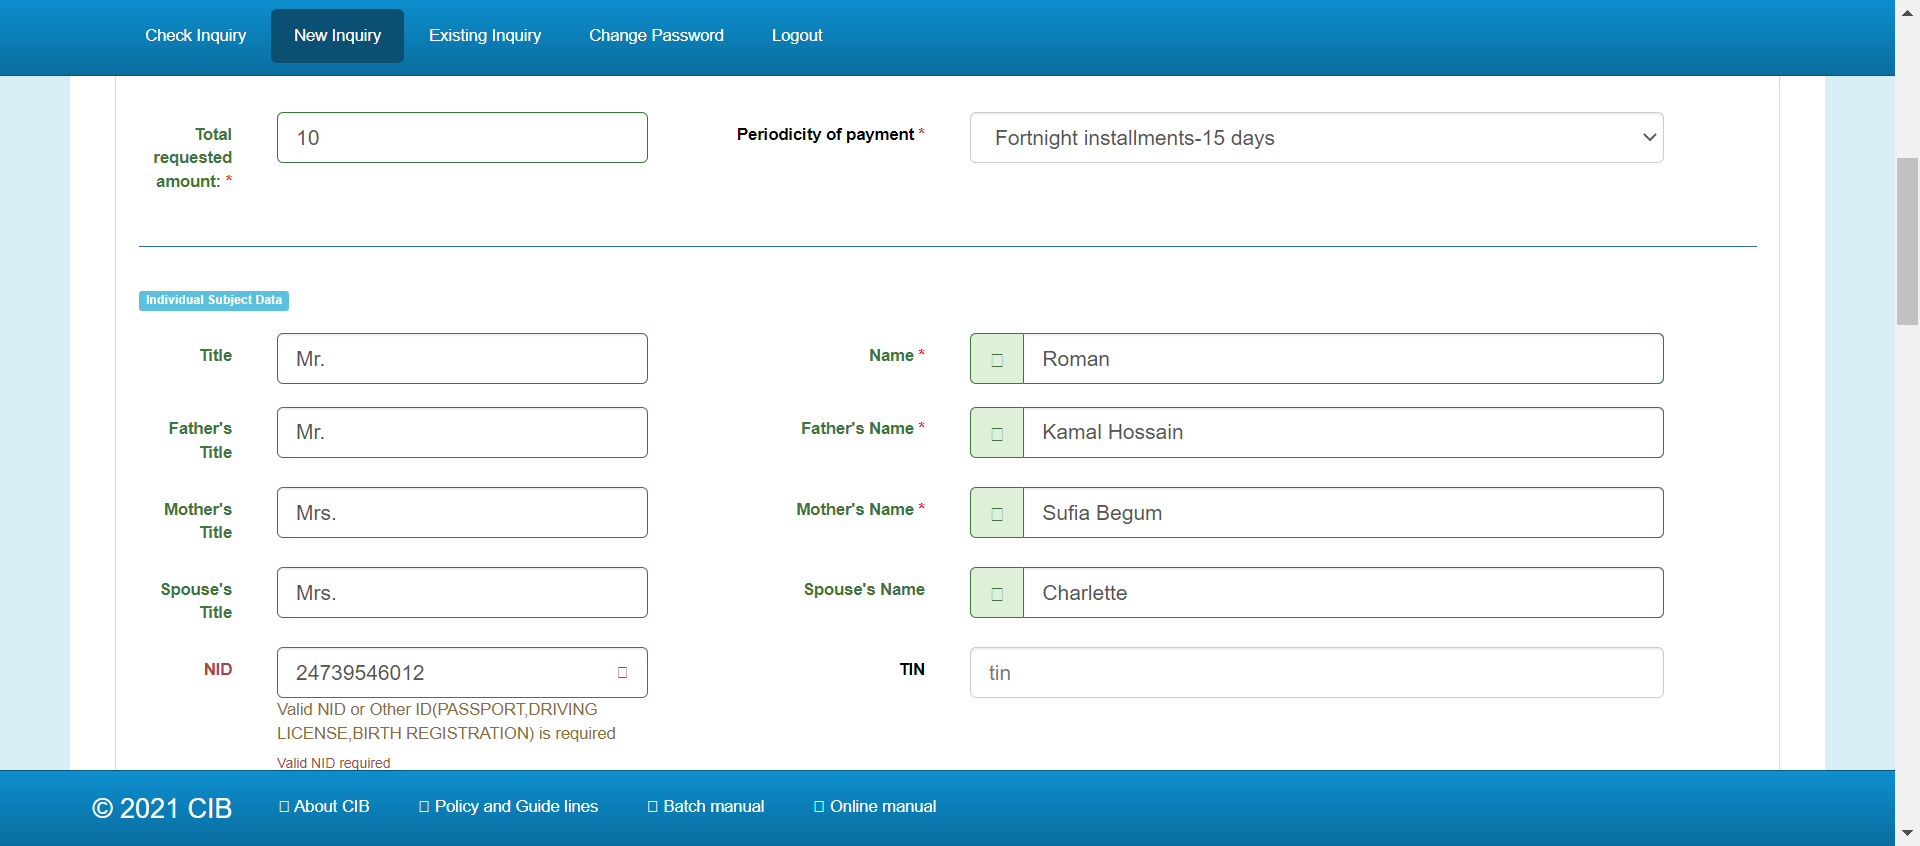 Check Inquiry New Inquiry Existing Inquiry Change Password Logout
Total requested amount: * 10 Periodicity of payment * Fortnight installments-15 days
Individual Subject Data
Title Mr. Name * Roman
Father's Title Mr. Father's Name * Kamal Hossain
Mother's Title Mrs. Mother's Name * Sufia Begum
Spouse's Title Mrs. Spouse's Name Charlette
NID 24739546012 TIN tin
Valid NID or Other ID(PASSPORT,DRIVING
LICENSE,BIRTH REGISTRATION) is required
Valid NID required
© 2021 CIB About CIB Policy and Guide lines Batch manual Online manual